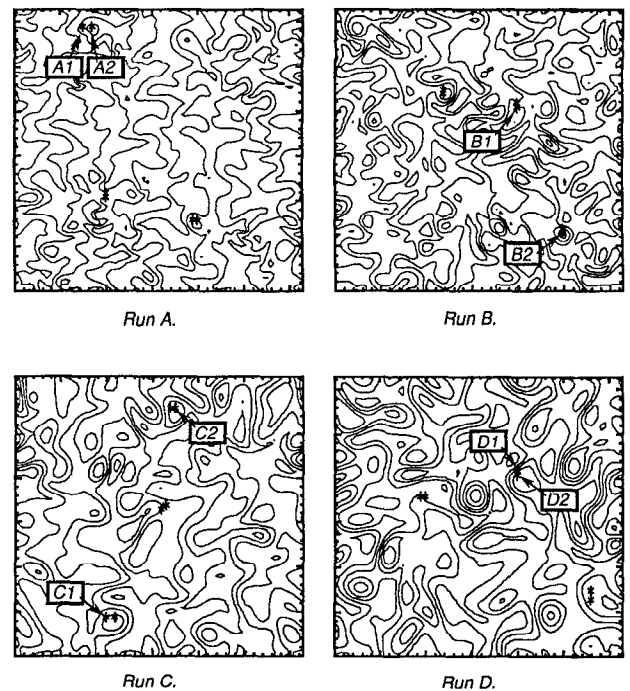 A1 A2
B1
B2
Run A. Run B.
C2
C1
D1
D2
Run C. Run D.